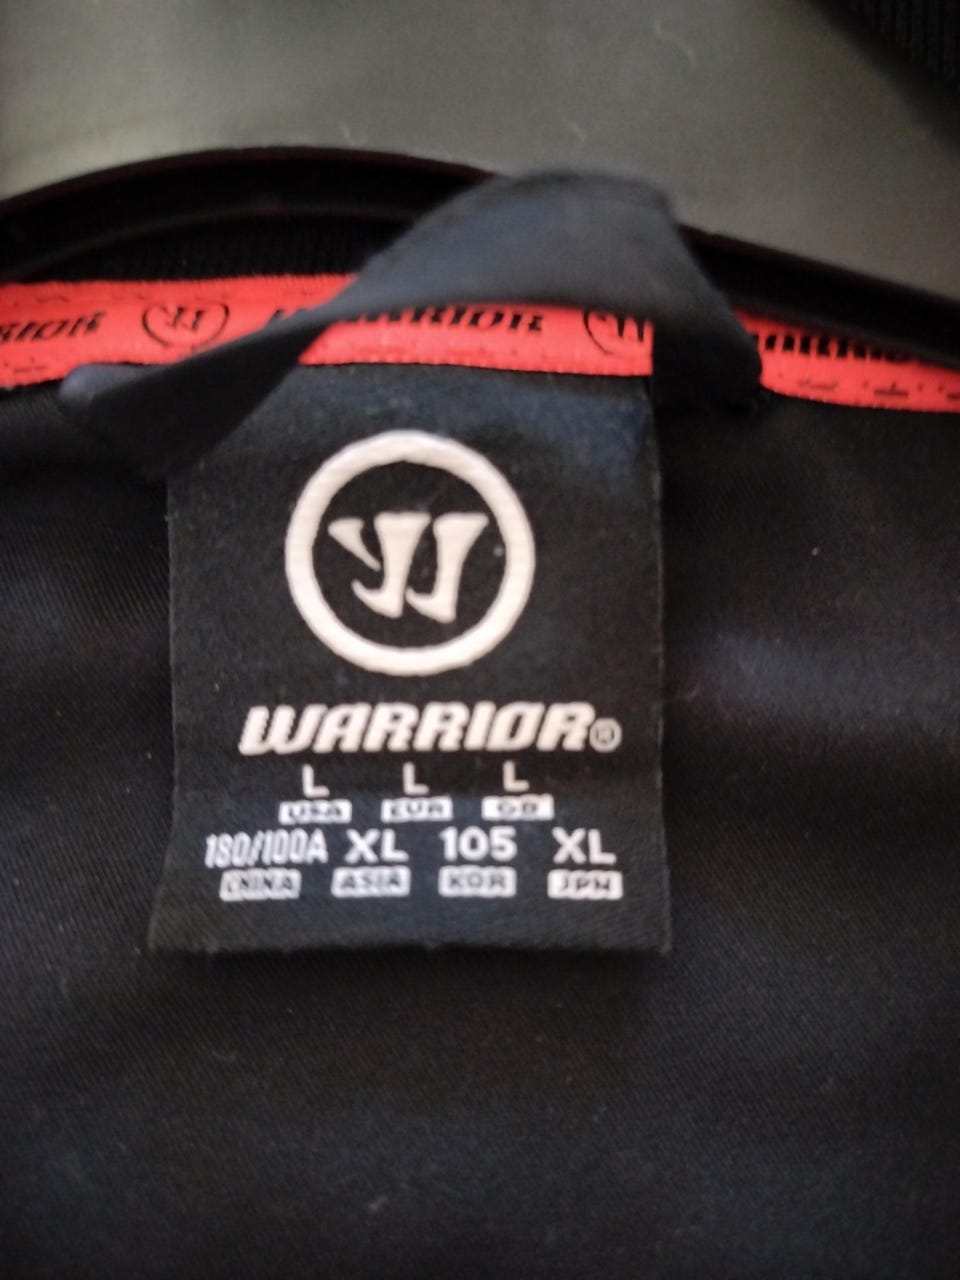 WARRIOR
WARRIOR®
L L L
USA EUR GB
180/100A XL 105 XL
CHINA ASIA KOR JPN